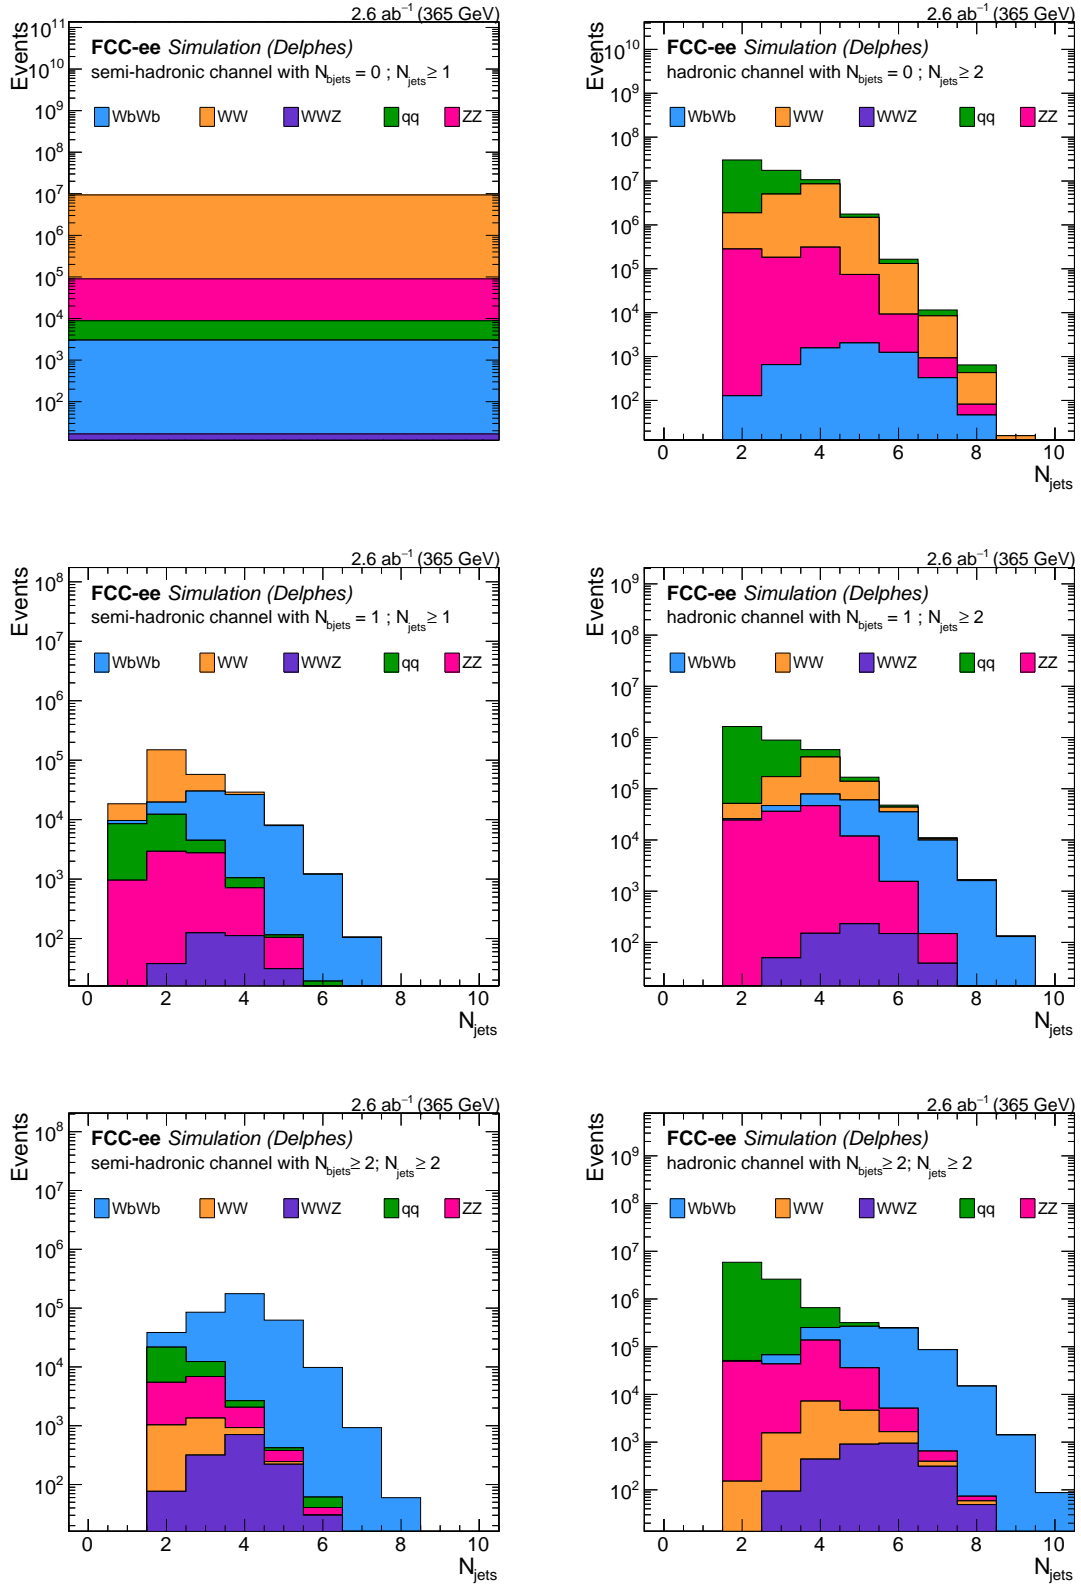 2.6 ab⁻¹ (365 GeV)
Events
FCC-ee Simulation (Delphes)
semi-hadronic channel with N_bjets = 0 ; N_jets ≥ 1
WbWb WW WWZ qq ZZ
10¹¹
10¹⁰
10⁹
10⁸
10⁷
10⁶
10⁵
10⁴
10³
10²
2.6 ab⁻¹ (365 GeV)
Events
FCC-ee Simulation (Delphes)
hadronic channel with N_bjets = 0 ; N_jets ≥ 2
WbWb WW WWZ qq ZZ
10¹⁰
10⁹
10⁸
10⁷
10⁶
10⁵
10⁴
10³
10²
0 2 4 6 8 10
N_jets
2.6 ab⁻¹ (365 GeV)
Events
FCC-ee Simulation (Delphes)
semi-hadronic channel with N_bjets = 1 ; N_jets ≥ 1
WbWb WW WWZ qq ZZ
10⁸
10⁷
10⁶
10⁵
10⁴
10³
10²
0 2 4 6 8 10
N_jets
2.6 ab⁻¹ (365 GeV)
Events
FCC-ee Simulation (Delphes)
hadronic channel with N_bjets = 1 ; N_jets ≥ 2
WbWb WW WWZ qq ZZ
10⁹
10⁸
10⁷
10⁶
10⁵
10⁴
10³
10²
0 2 4 6 8 10
N_jets
2.6 ab⁻¹ (365 GeV)
Events
FCC-ee Simulation (Delphes)
semi-hadronic channel with N_bjets ≥ 2; N_jets ≥ 2
WbWb WW WWZ qq ZZ
10⁸
10⁷
10⁶
10⁵
10⁴
10³
10²
0 2 4 6 8 10
N_jets
2.6 ab⁻¹ (365 GeV)
Events
FCC-ee Simulation (Delphes)
hadronic channel with N_bjets ≥ 2; N_jets ≥ 2
WbWb WW WWZ qq ZZ
10⁹
10⁸
10⁷
10⁶
10⁵
10⁴
10³
10²
0 2 4 6 8 10
N_jets